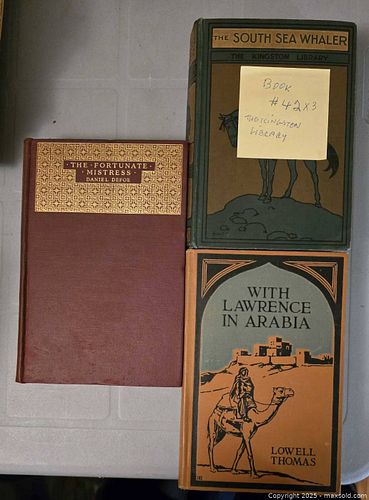 THE SOUTH SEA WHALER
THE KINGSTON LIBRARY
BOOK
#42x3
THE KINGSTON
LIBRARY
THE · FORTUNATE ·
· MISTRESS ·
DANIEL DEFOE
WITH
LAWRENCE
IN ARABIA
LOWELL
THOMAS
Copyright 2025 - maxsold.com